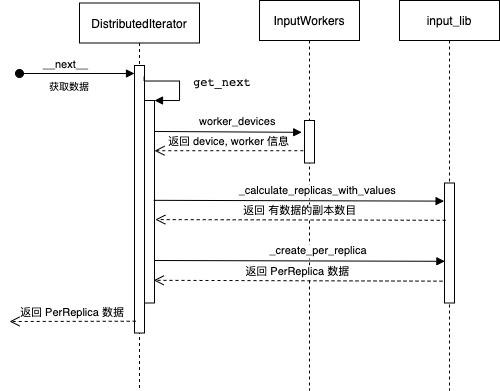 DistributedIterator
InputWorkers
input_lib
__next__
获取数据
get_next
worker_devices
返回 device, worker 信息
_calculate_replicas_with_values
返回 有数据的副本数目
_create_per_replica
返回 PerReplica 数据
返回 PerReplica 数据